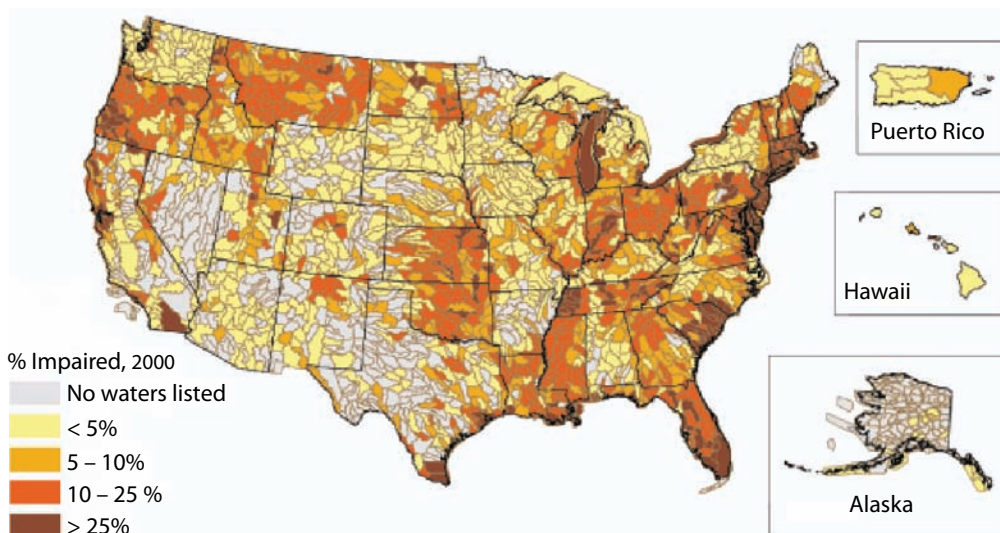 Puerto Rico
Hawaii
% Impaired, 2000
No waters listed
< 5%
5 – 10%
10 – 25 %
> 25%
Alaska